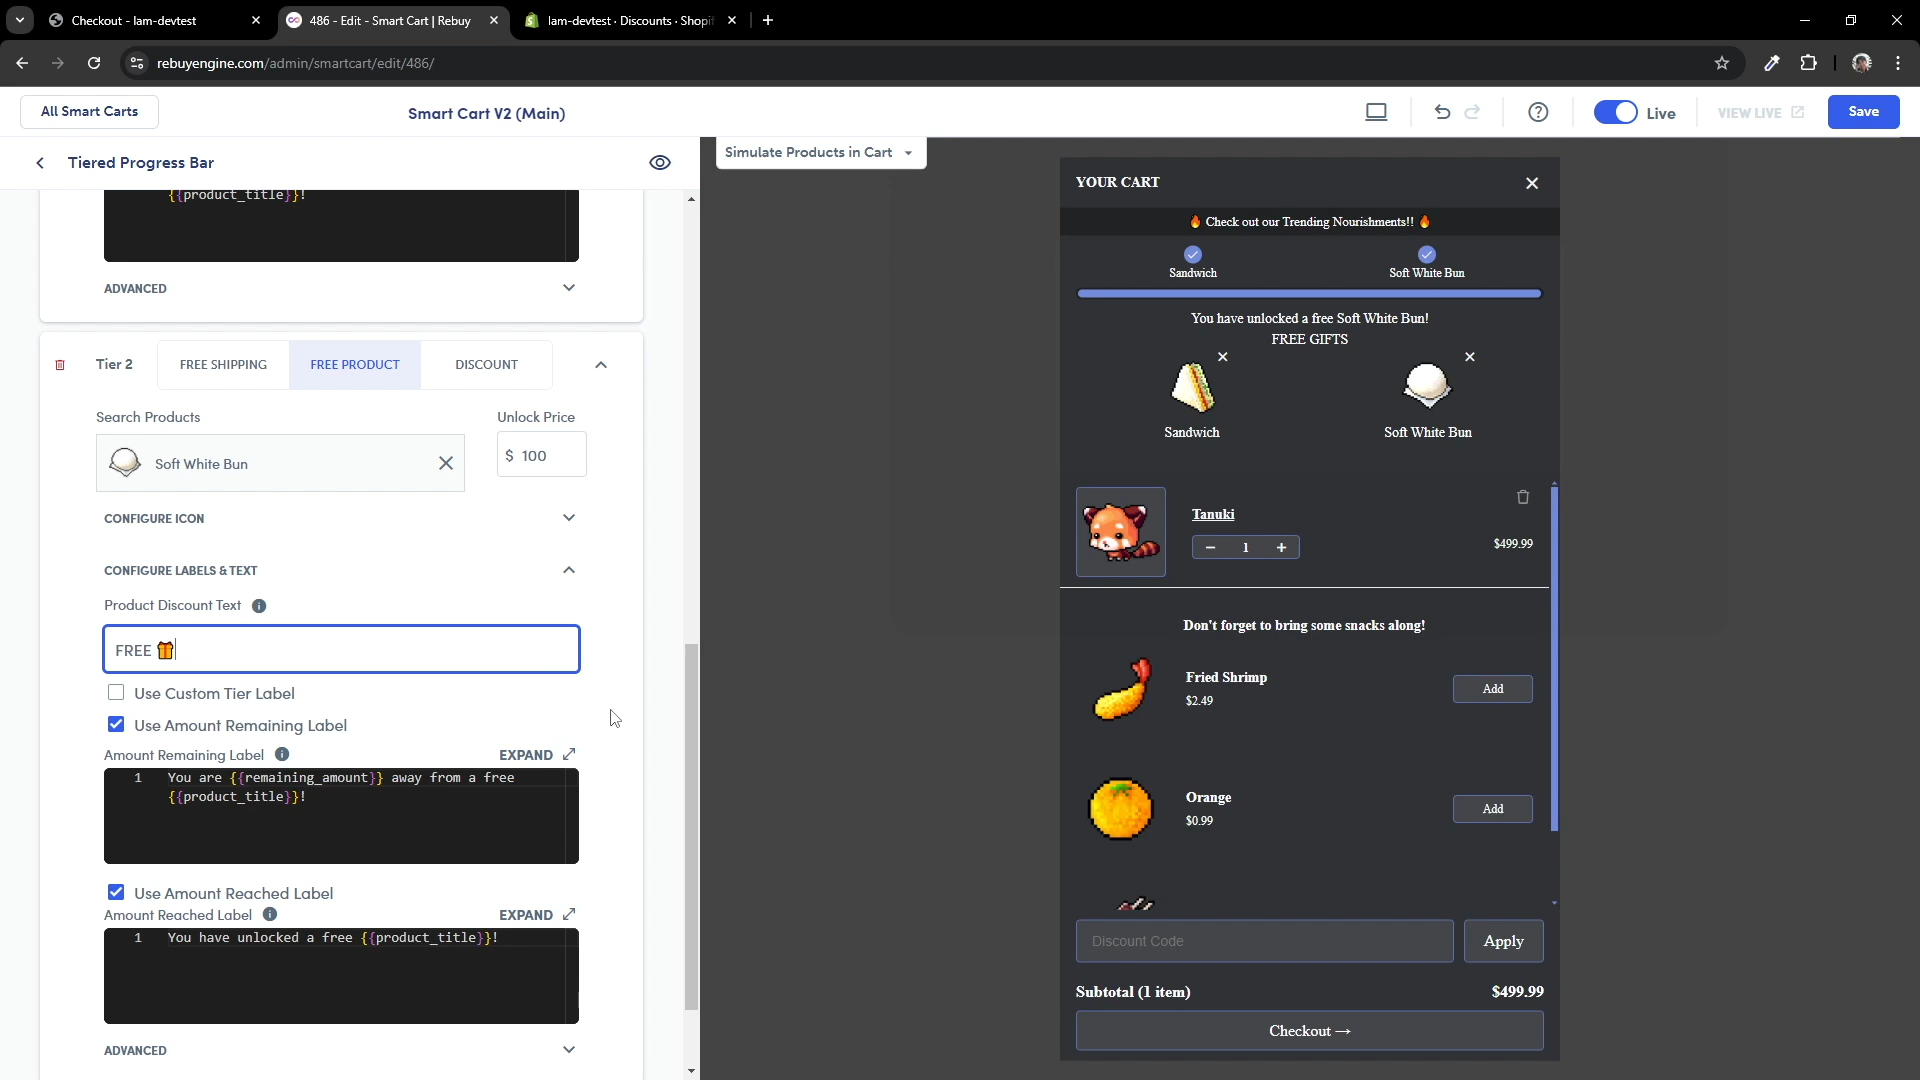 Checkout - lam-devtest
486 - Edit - Smart Cart | Rebuy
lam-devtest · Discounts · Shopif
rebuyengine.com/admin/smartcart/edit/486/
All Smart Carts
Smart Cart V2 (Main)
Live
VIEW LIVE
Save
Tiered Progress Bar
{{product_title}}!
ADVANCED
Tier 2
FREE SHIPPING
FREE PRODUCT
DISCOUNT
Search Products
Unlock Price
Soft White Bun
$ 100
CONFIGURE ICON
CONFIGURE LABELS & TEXT
Product Discount Text
FREE 🎁
Use Custom Tier Label
Use Amount Remaining Label
Amount Remaining Label
EXPAND
1 You are {{remaining_amount}} away from a free
{{product_title}}!
Use Amount Reached Label
Amount Reached Label
EXPAND
1 You have unlocked a free {{product_title}}!
ADVANCED
Simulate Products in Cart
YOUR CART
🔥 Check out our Trending Nourishments!! 🔥
Sandwich
Soft White Bun
You have unlocked a free Soft White Bun!
FREE GIFTS
Sandwich
Soft White Bun
Tanuki
− 1 +
$499.99
Don't forget to bring some snacks along!
Fried Shrimp
$2.49
Add
Orange
$0.99
Add
Discount Code
Apply
Subtotal (1 item)
$499.99
Checkout →